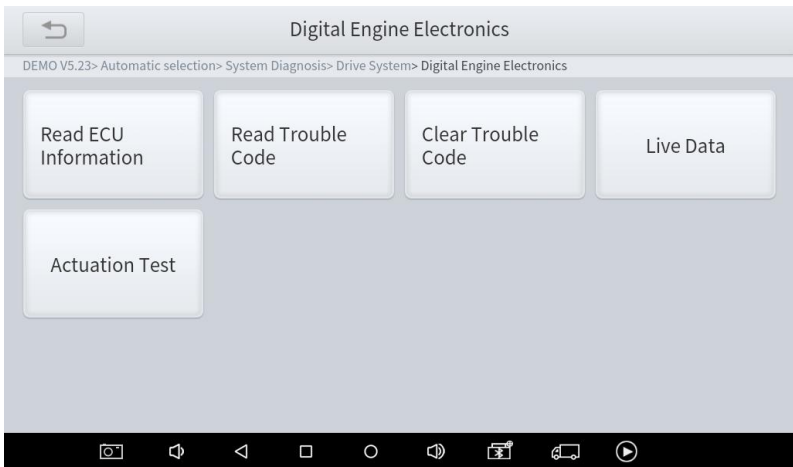 Digital Engine Electronics
DEMO V5.23> Automatic selection> System Diagnosis> Drive System> Digital Engine Electronics
Read ECU
Information
Read Trouble
Code
Clear Trouble
Code
Live Data
Actuation Test